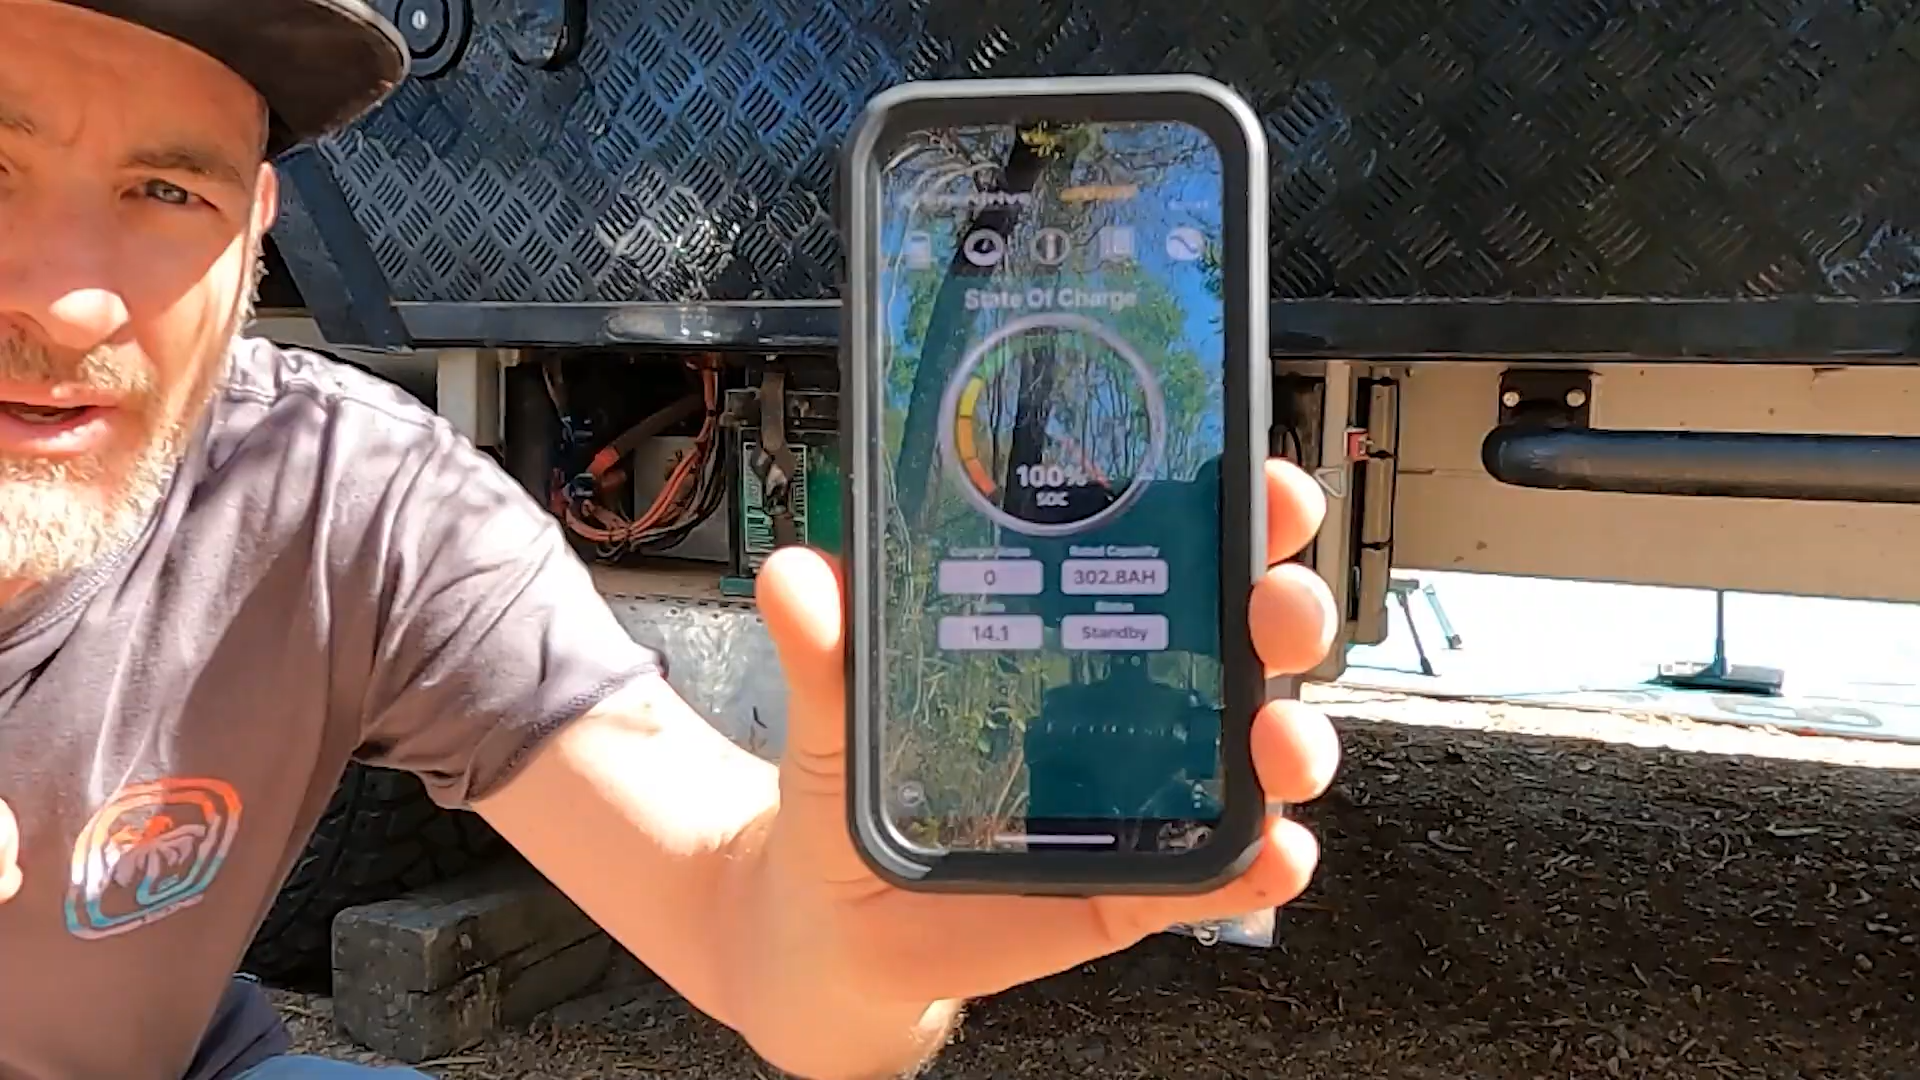 State Of Charge
100%
SOC
Rated Capacity
0
302.8AH
Status
14.1
Standby